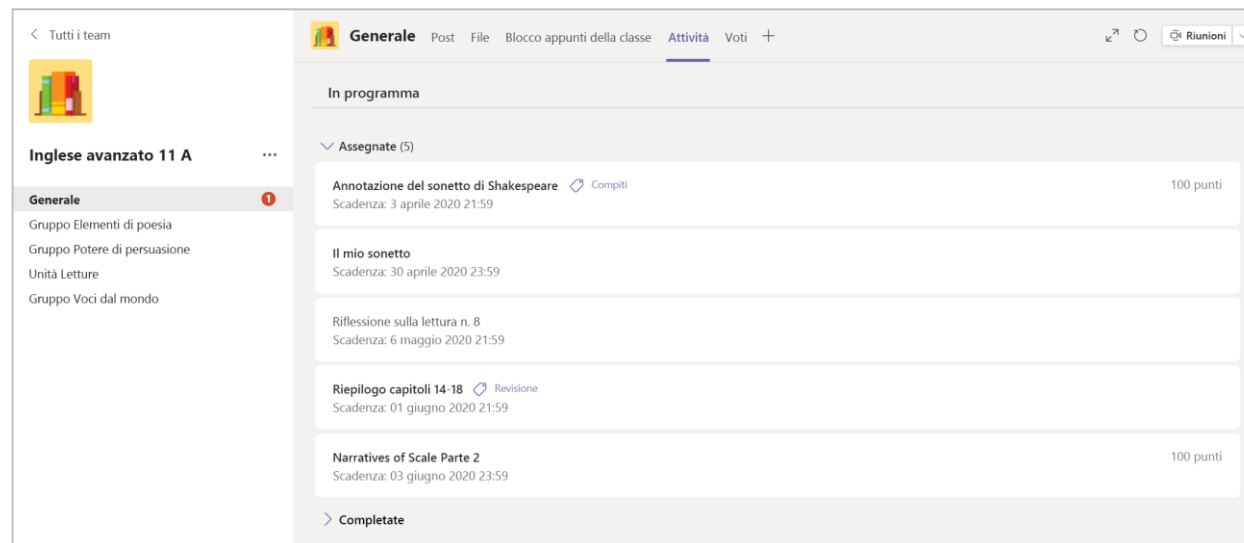 Tutti i team
Inglese avanzato 11 A
Generale 1
Gruppo Elementi di poesia
Gruppo Potere di persuasione
Unità Letture
Gruppo Voci dal mondo
Generale Post File Blocco appunti della classe Attività Voti Riunioni
In programma
Assegnate (5)
Annotazione del sonetto di Shakespeare Compiti 100 punti
Scadenza: 3 aprile 2020 21:59
Il mio sonetto
Scadenza: 30 aprile 2020 23:59
Riflessione sulla lettura n. 8
Scadenza: 6 maggio 2020 21:59
Riepilogo capitoli 14-18 Revisione
Scadenza: 01 giugno 2020 21:59
Narratives of Scale Parte 2 100 punti
Scadenza: 03 giugno 2020 23:59
Completate